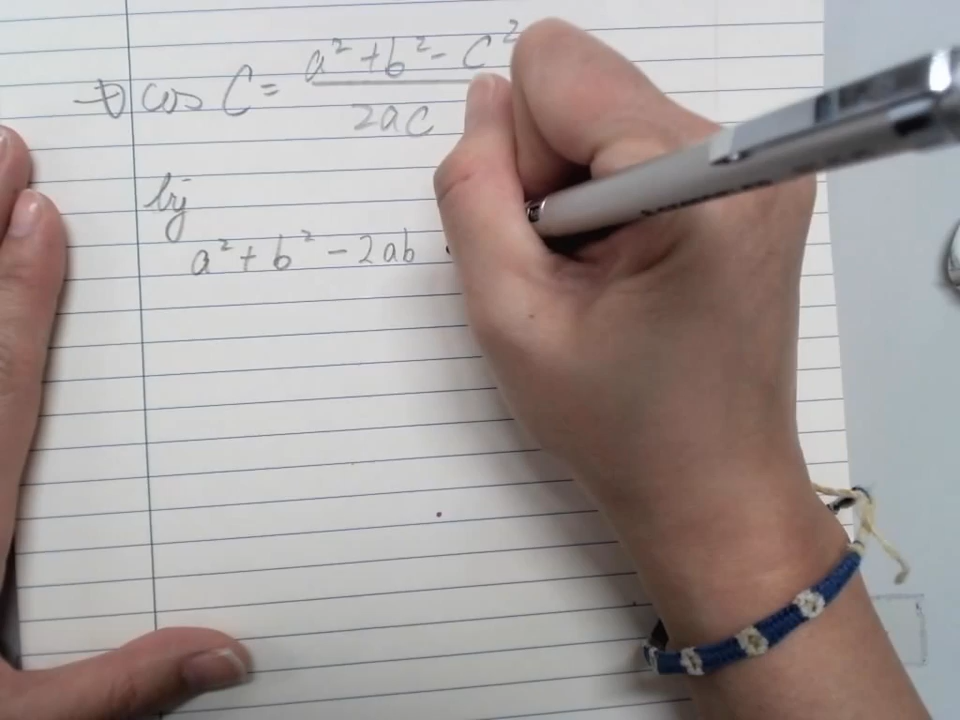 cos C = a² + b² - c² / 2ac
a² + b² - 2ab